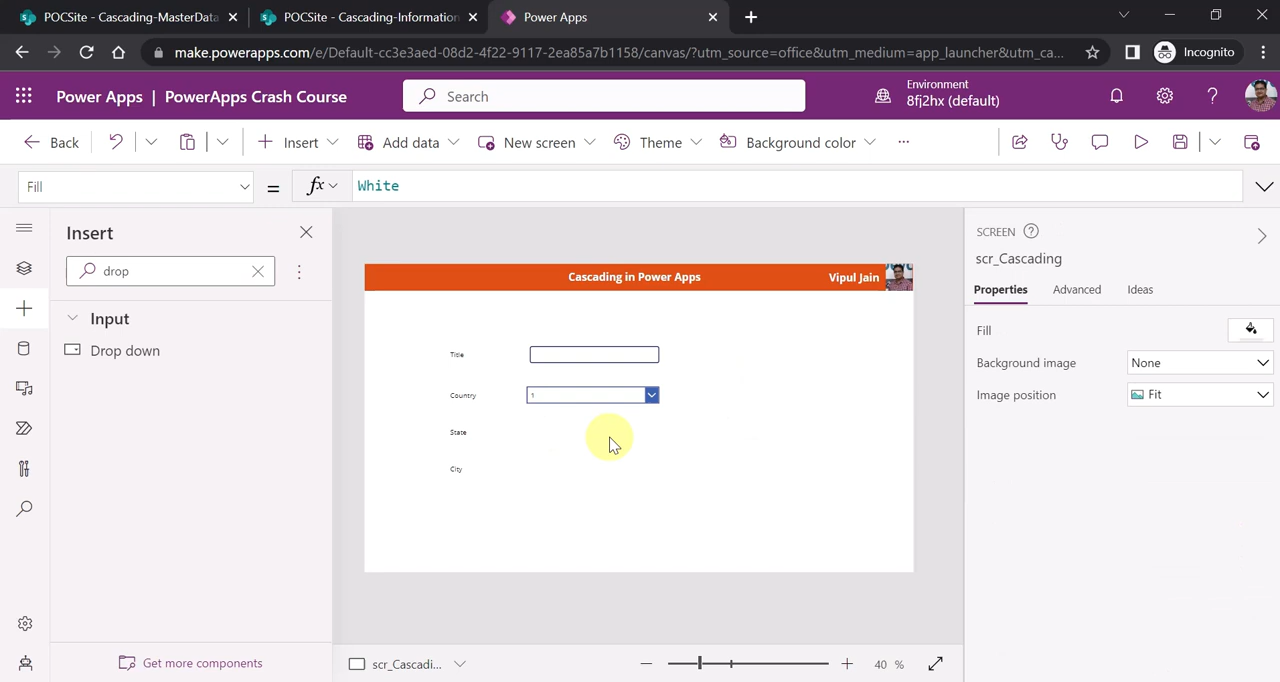 POCSite - Cascading-MasterData
POCSite - Cascading-Information
Power Apps
make.powerapps.com/e/Default-cc3e3aed-08d2-4f22-9117-2ea85a7b1158/canvas/?utm_source=office&utm_medium=app_launcher&utm_ca...
Incognito
Power Apps | PowerApps Crash Course
Search
Environment
8fj2hx (default)
Back
Insert
Add data
New screen
Theme
Background color
...
Fill
=
fx
White
Insert
drop
Input
Drop down
Get more components
Cascading in Power Apps
Vipul Jain
Title
Country
1
State
City
scr_Cascadi...
40 %
SCREEN
scr_Cascading
Properties
Advanced
Ideas
Fill
Background image
None
Image position
Fit